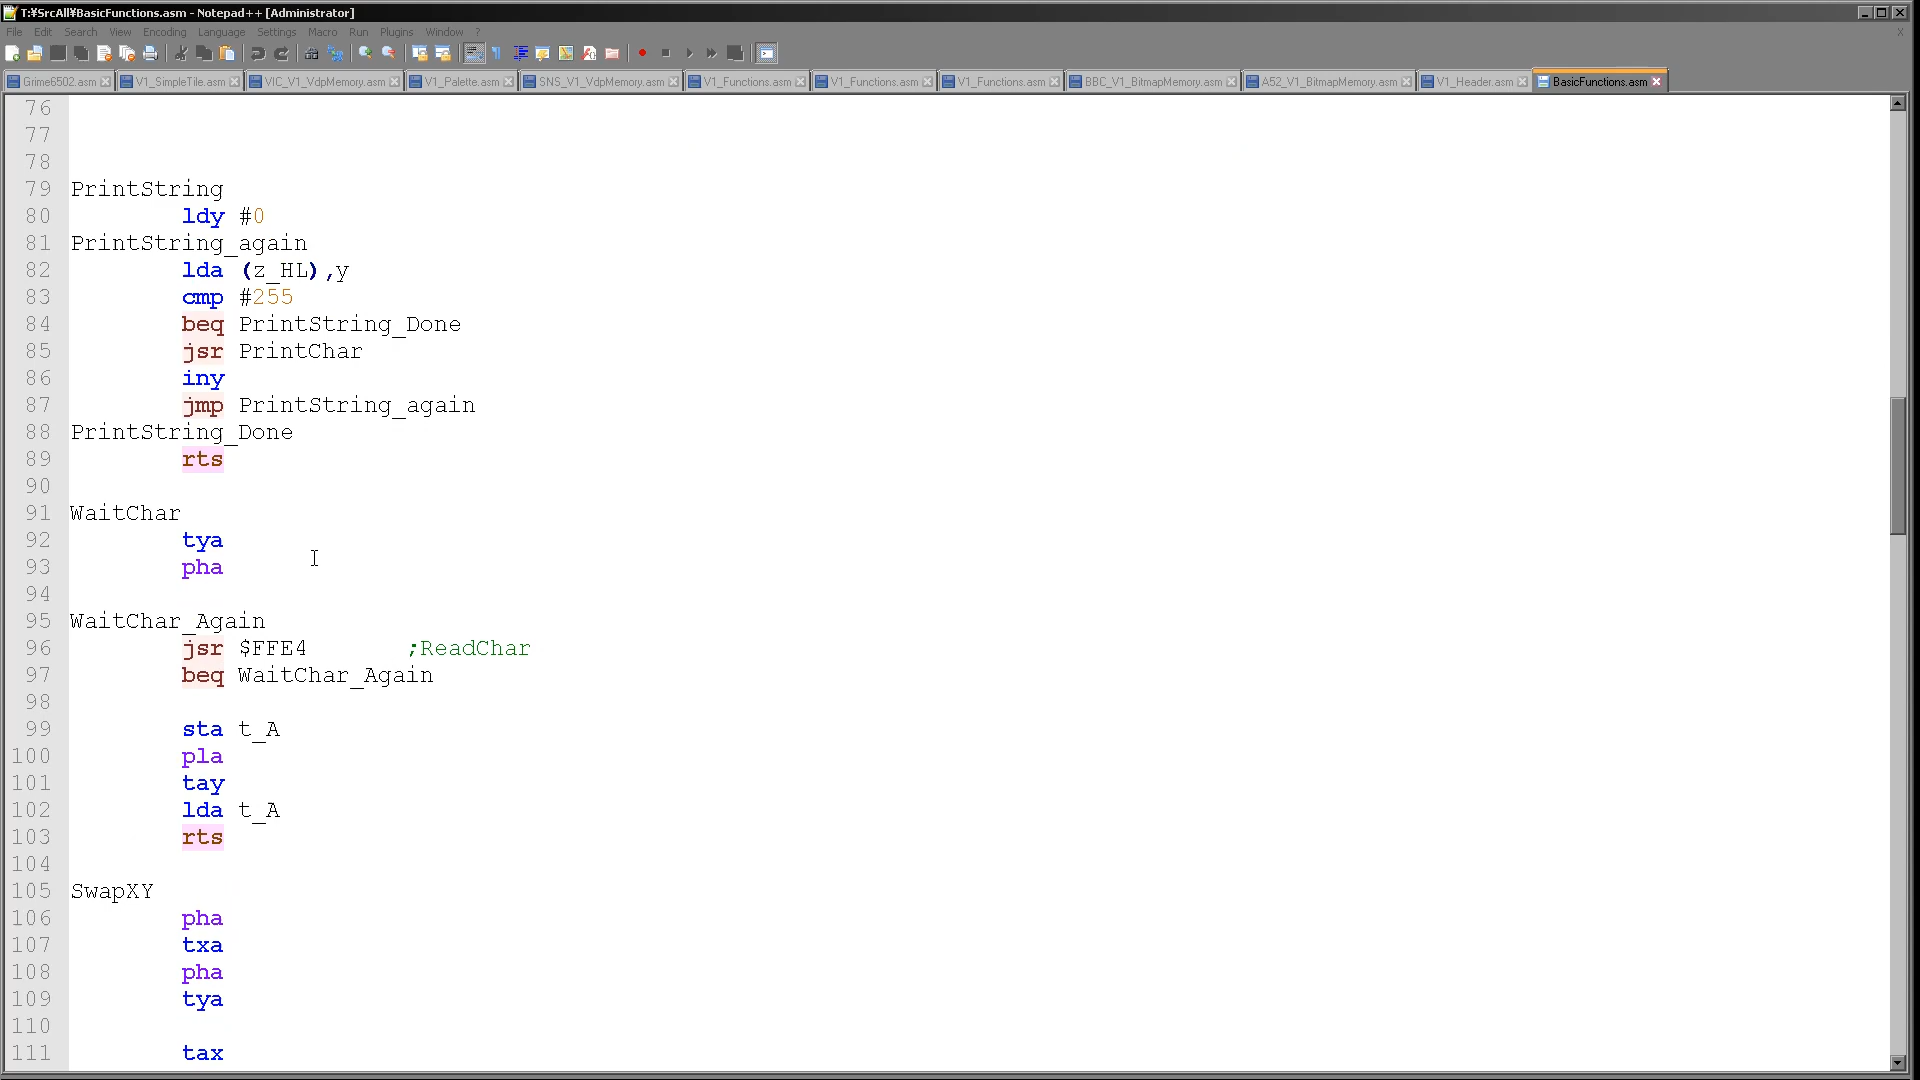 T:¥SrcAll¥BasicFunctions.asm - Notepad++ [Administrator]
File Edit Search View Encoding Language Settings Macro Run Plugins Window ?
X
Grime6502.asm V1_SimpleTile.asm VIC_V1_VdpMemory.asm V1_Palette.asm SNS_V1_VdpMemory.asm V1_Functions.asm V1_Functions.asm V1_Functions.asm BBC_V1_BitmapMemory.asm A52_V1_BitmapMemory.asm V1_Header.asm BasicFunctions.asm
76
77
78
79 PrintString
80 ldy #0
81 PrintString_again
82 lda (z_HL),y
83 cmp #255
84 beq PrintString_Done
85 jsr PrintChar
86 iny
87 jmp PrintString_again
88 PrintString_Done
89 rts
90
91 WaitChar
92 tya
93 pha
94
95 WaitChar_Again
96 jsr $FFE4 ;ReadChar
97 beq WaitChar_Again
98
99 sta t_A
100 pla
101 tay
102 lda t_A
103 rts
104
105 SwapXY
106 pha
107 txa
108 pha
109 tya
110
111 tax